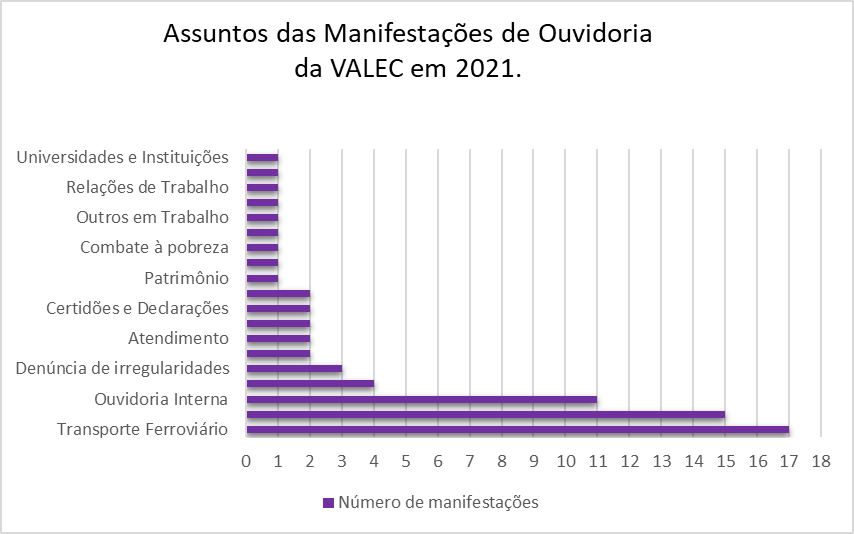 Assuntos das Manifestações de Ouvidoria
da VALEC em 2021.
Universidades e Instituições
Relações de Trabalho
Outros em Trabalho
Combate à pobreza
Patrimônio
Certidões e Declarações
Atendimento
Denúncia de irregularidades
Ouvidoria Interna
Transporte Ferroviário
0 1 2 3 4 5 6 7 8 9 10 11 12 13 14 15 16 17 18
Número de manifestações